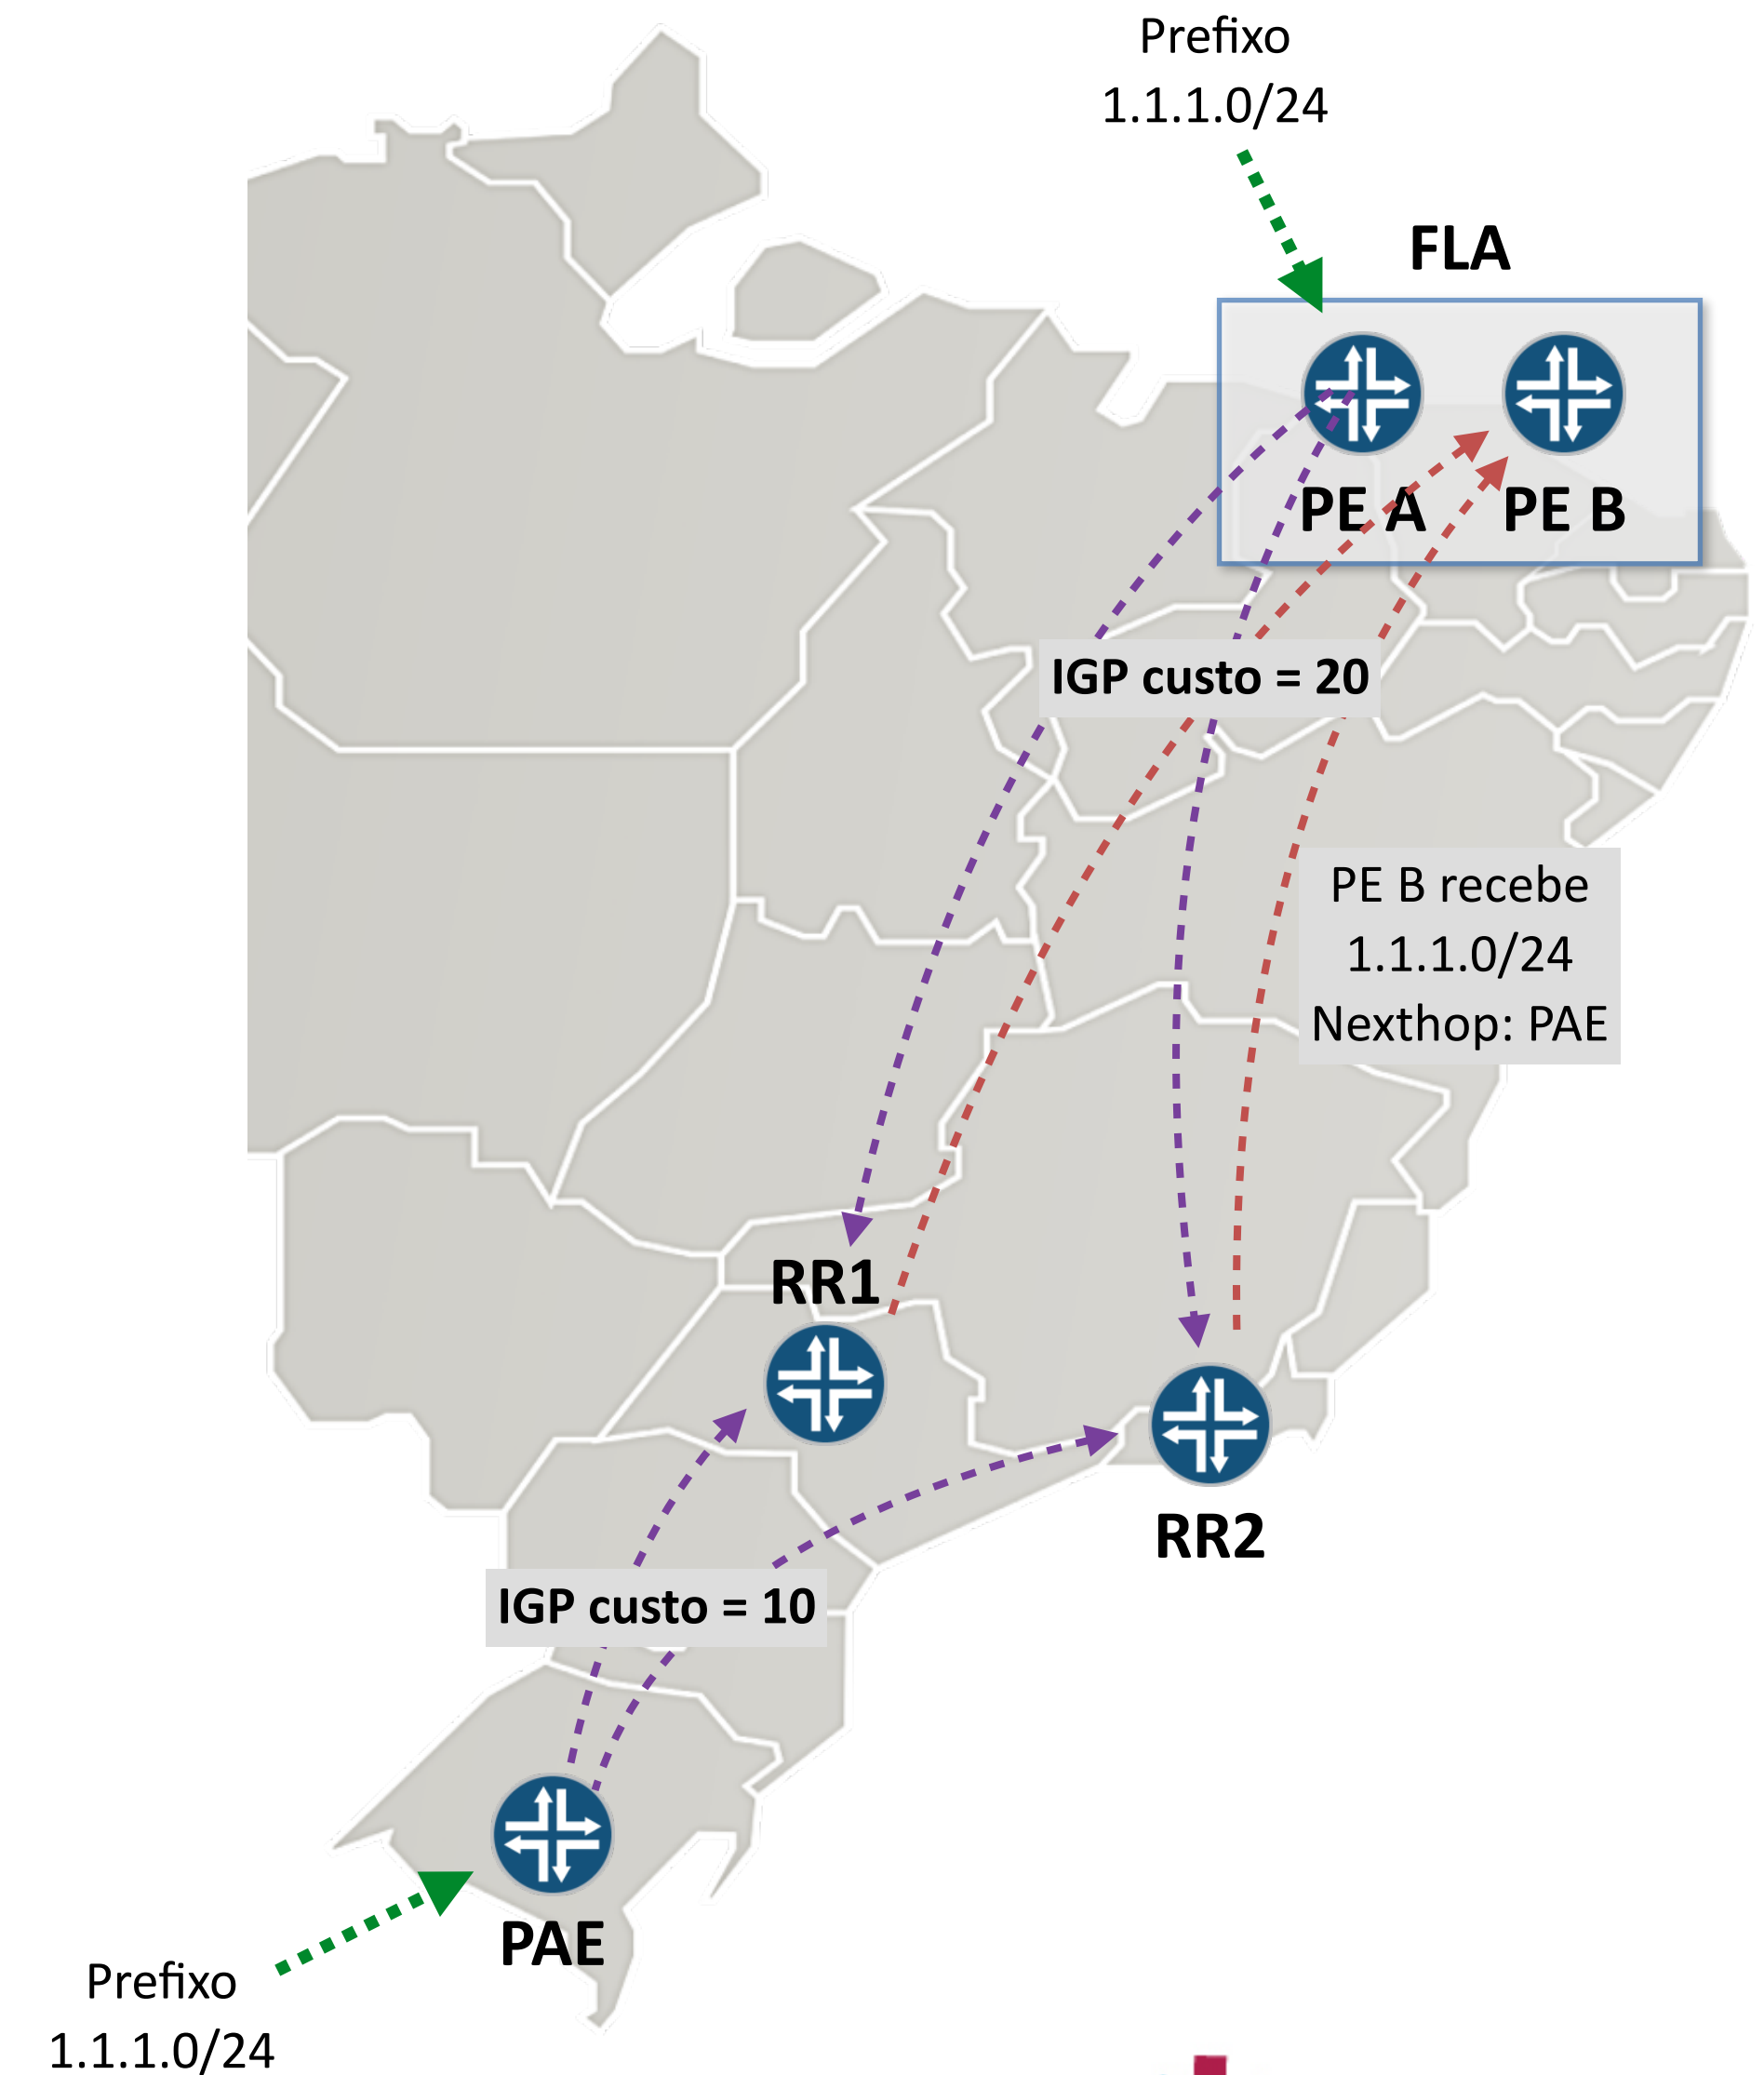 Prefixo
1.1.1.0/24
FLA
PE A
PE B
IGP custo = 20
PE B recebe
1.1.1.0/24
Nexthop: PAE
RR1
RR2
IGP custo = 10
PAE
Prefixo
1.1.1.0/24